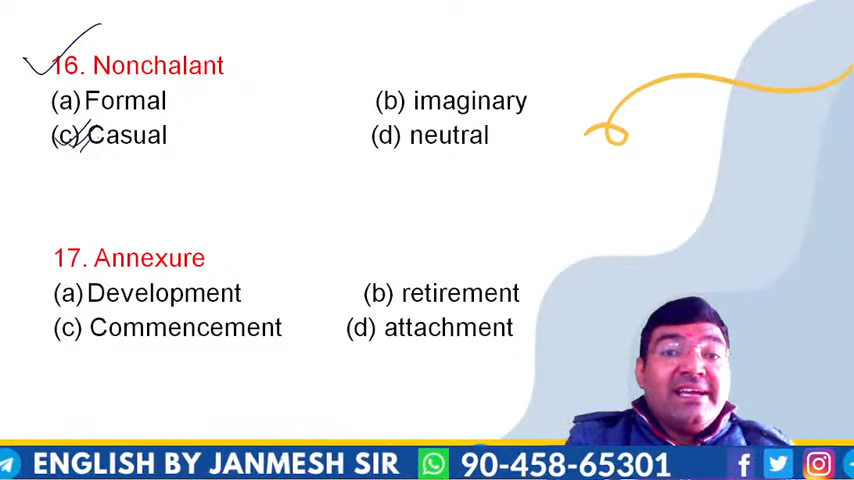 16. Nonchalant
(a) Formal (b) imaginary
(c) Casual (d) neutral
17. Annexure
(a) Development (b) retirement
(c) Commencement (d) attachment
ENGLISH BY JANMESH SIR 90-458-65301